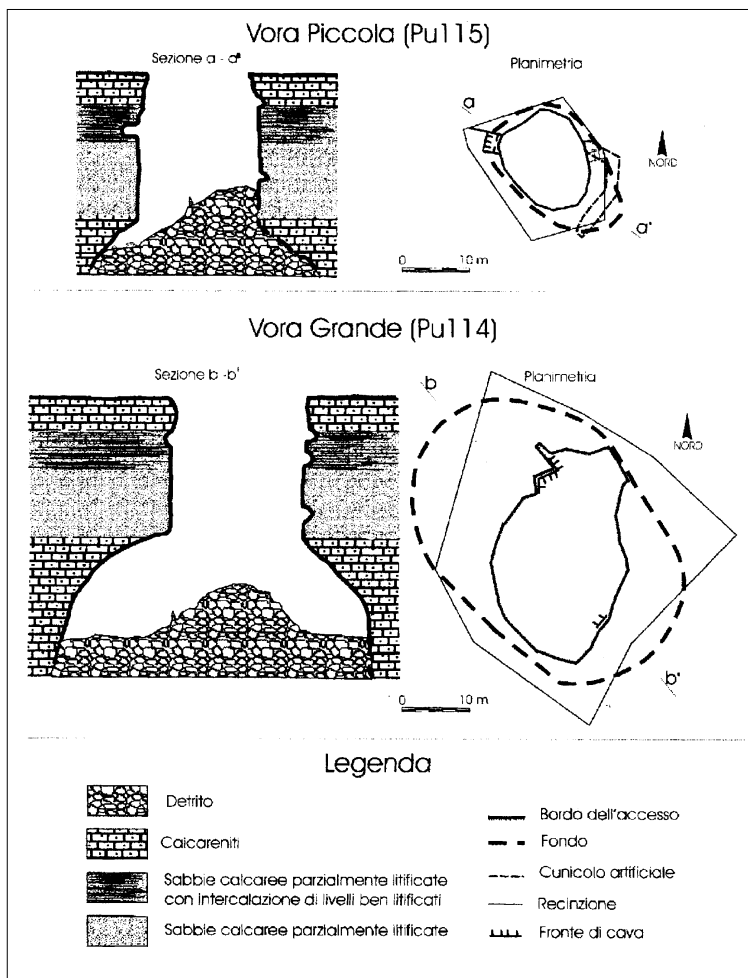 Vora Piccola (Pu115)
Sezione a - a'
Planimetria
a
NORD
a'
0 10 m
Vora Grande (Pu114)
Sezione b - b'
Planimetria
b
NORD
b'
0 10 m
Legenda
Detrito
Calcareniti
Sabbie calcaree parzialmente litificate
con intercalazione di livelli ben litificati
Sabbie calcaree parzialmente litificate
Bordo dell'accesso
Fondo
Cunicolo artificiale
Recinzione
Fronte di cava